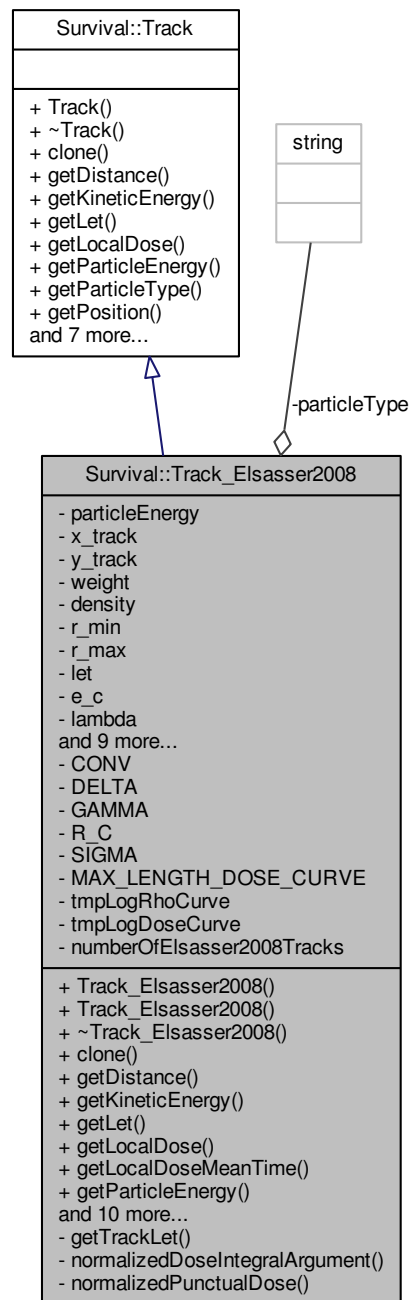 Survival::Track
+ Track()
+ ~Track()
+ clone()
+ getDistance()
+ getKineticEnergy()
+ getLet()
+ getLocalDose()
+ getParticleEnergy()
+ getParticleType()
+ getPosition()
and 7 more...
string
-particleType
Survival::Track_Elsasser2008
- particleEnergy
- x_track
- y_track
- weight
- density
- r_min
- r_max
- let
- e_c
- lambda
and 9 more...
- CONV
- DELTA
- GAMMA
- R_C
- SIGMA
- MAX_LENGTH_DOSE_CURVE
- tmpLogRhoCurve
- tmpLogDoseCurve
- numberOfElsasser2008Tracks
+ Track_Elsasser2008()
+ Track_Elsasser2008()
+ ~Track_Elsasser2008()
+ clone()
+ getDistance()
+ getKineticEnergy()
+ getLet()
+ getLocalDose()
+ getLocalDoseMeanTime()
+ getParticleEnergy()
and 10 more...
- getTrackLet()
- normalizedDoseIntegralArgument()
- normalizedPunctualDose()